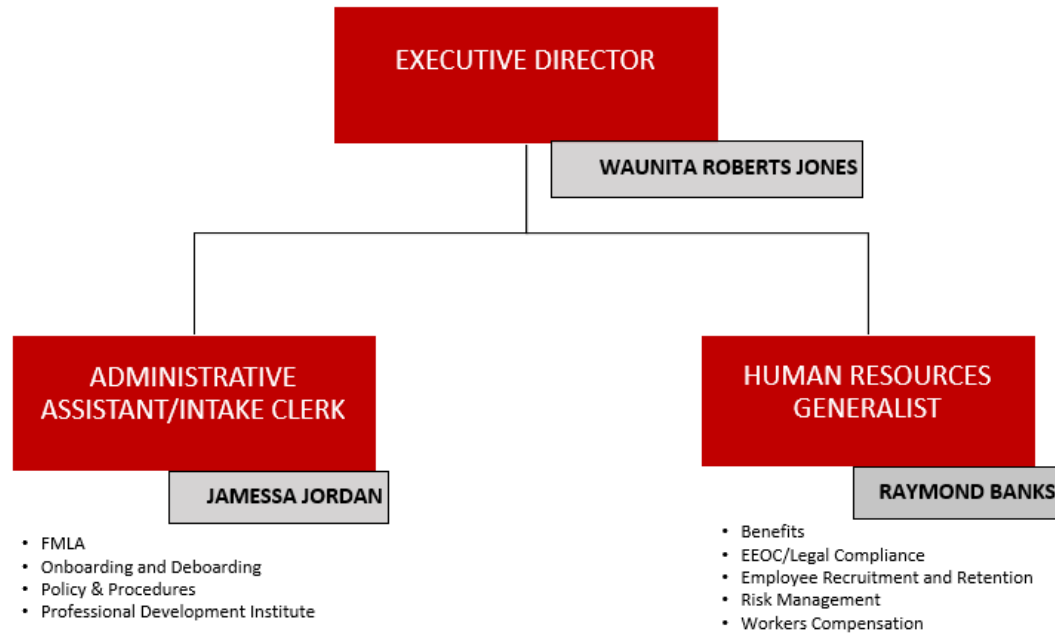 EXECUTIVE DIRECTOR
WAUNITA ROBERTS JONES
ADMINISTRATIVE
ASSISTANT/INTAKE CLERK
JAMESSA JORDAN
• FMLA
• Onboarding and Deboarding
• Policy & Procedures
• Professional Development Institute
HUMAN RESOURCES
GENERALIST
RAYMOND BANKS
• Benefits
• EEOC/Legal Compliance
• Employee Recruitment and Retention
• Risk Management
• Workers Compensation